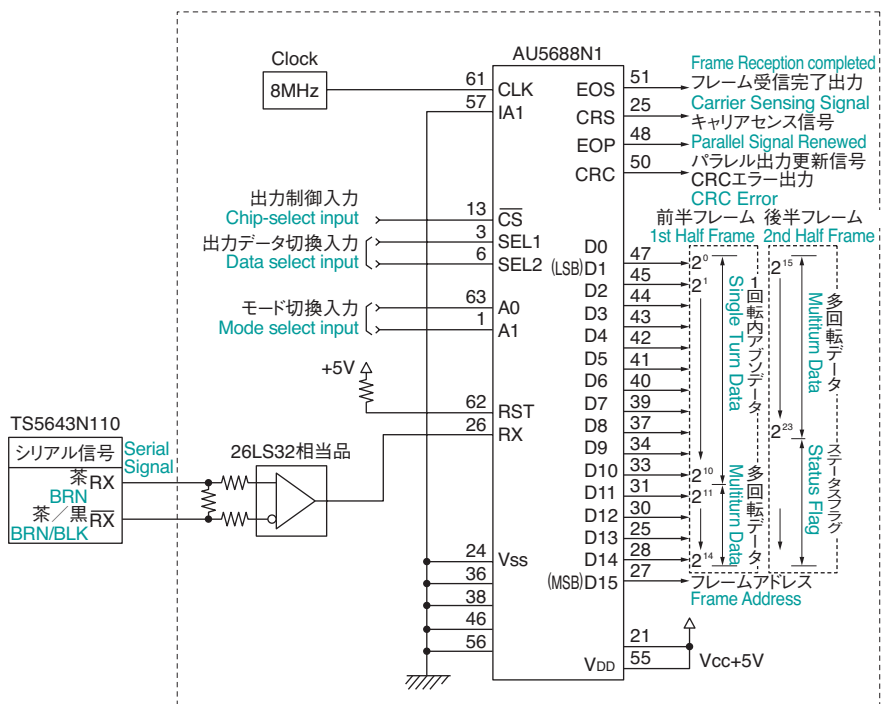 Clock
8MHz
AU5688N1
61
CLK
57
IA1
出力制御入力
Chip-select input
13
CS
出力データ切換入力
Data select input
3
SEL1
6
SEL2
モード切換入力
Mode select input
63
A0
1
A1
+5V
62
RST
26
RX
TS5643N110
シリアル信号
Serial
Signal
茶 RX
BRN
茶／黒 RX
BRN/BLK
26LS32相当品
24
Vss
36
38
46
56
EOS
51
Frame Reception completed
フレーム受信完了出力
CRS
25
Carrier Sensing Signal
キャリアセンス信号
EOP
48
Parallel Signal Renewed
パラレル出力更新信号
CRC
50
CRCエラー出力
CRC Error
前半フレーム
1st Half Frame
後半フレーム
2nd Half Frame
D0
47
(LSB)D1
45
D2
44
D3
43
D4
42
D5
41
D6
40
D7
39
D8
37
D9
34
D10
33
D11
31
D12
30
D13
25
D14
28
(MSB)D15
27
2⁰
2¹
2¹⁰
2¹¹
2¹⁴
1回転内アブソデータ
Single Turn Data
多回転データ
Multiturn Data
2¹⁵
2²³
多回転データ
Multiturn Data
ステータスフラグ
Status Flag
フレームアドレス
Frame Address
21
VDD
55
Vcc+5V